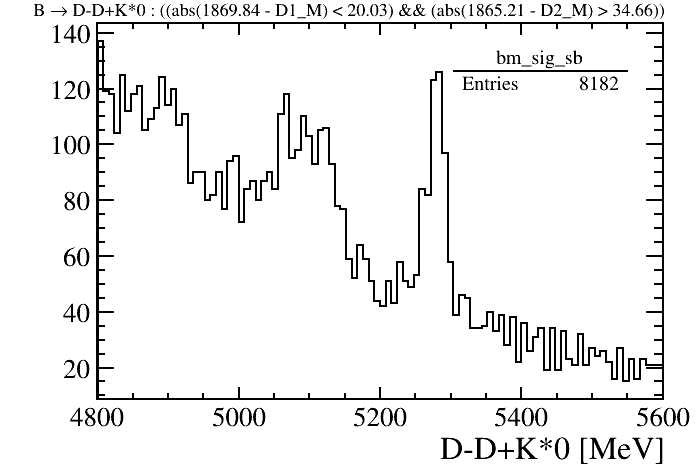 B → D-D+K*0 : ((abs(1869.84 - D1_M) < 20.03) && (abs(1865.21 - D2_M) > 34.66))
140
bm_sig_sb
Entries 8182
120
100
80
60
40
20
4800 5000 5200 5400 5600
D-D+K*0 [MeV]